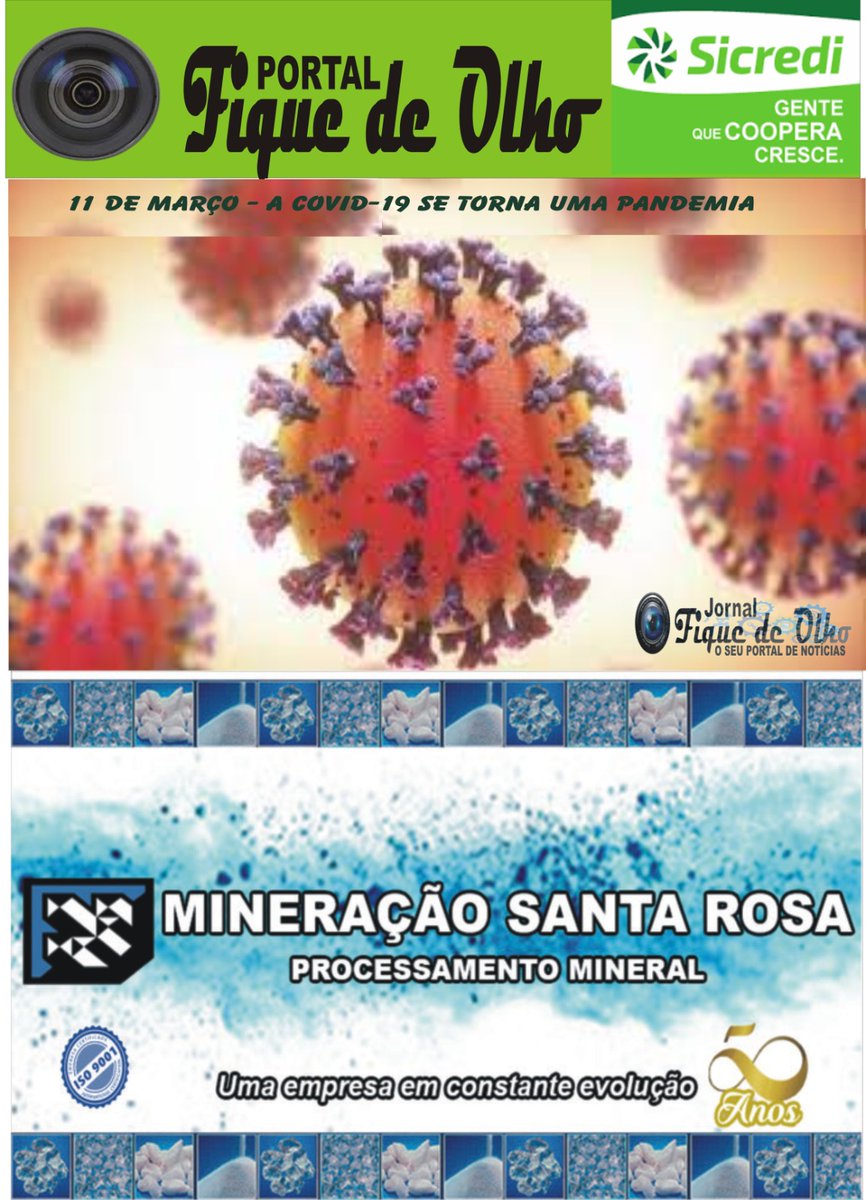 PORTAL
Fique de Olho
Sicredi
GENTE
QUE COOPERA
CRESCE.
11 DE MARÇO - A COVID-19 SE TORNA UMA PANDEMIA
Jornal
Fique de Olho
O SEU PORTAL DE NOTÍCIAS
MINERAÇÃO SANTA ROSA
PROCESSAMENTO MINERAL
ISO 9001
Uma empresa em constante evolução
50
Anos